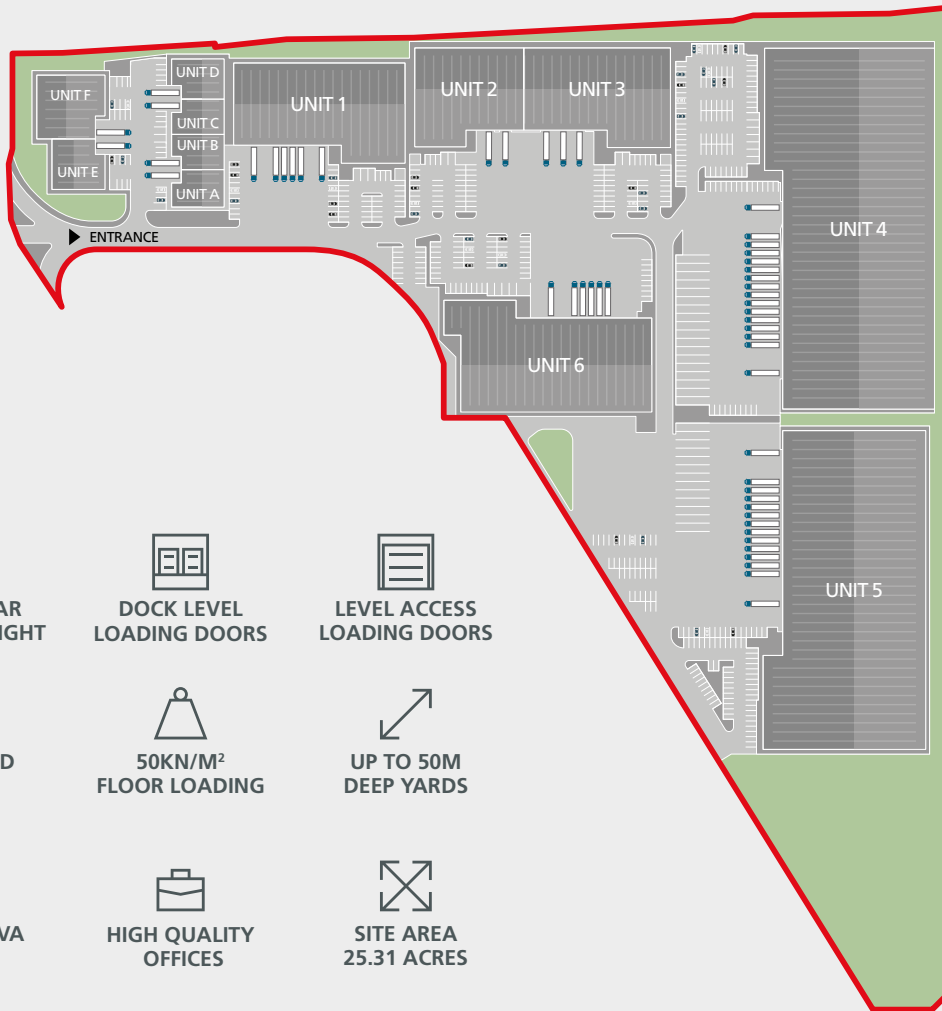 UNIT D
UNIT F
UNIT 1
UNIT 2
UNIT 3
UNIT C
UNIT B
UNIT E
UNIT A
UNIT 4
ENTRANCE
UNIT 6
UNIT 5
AR
IGHT
DOCK LEVEL
LOADING DOORS
LEVEL ACCESS
LOADING DOORS
D
50KN/M²
FLOOR LOADING
UP TO 50M
DEEP YARDS
VA
HIGH QUALITY
OFFICES
SITE AREA
25.31 ACRES